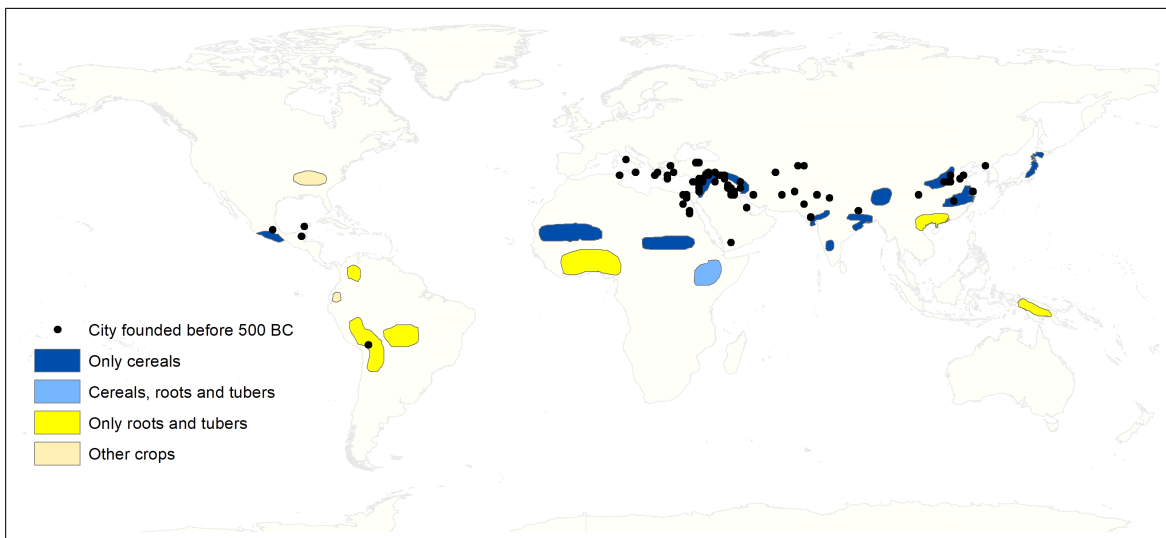 City founded before 500 BC
Only cereals
Cereals, roots and tubers
Only roots and tubers
Other crops